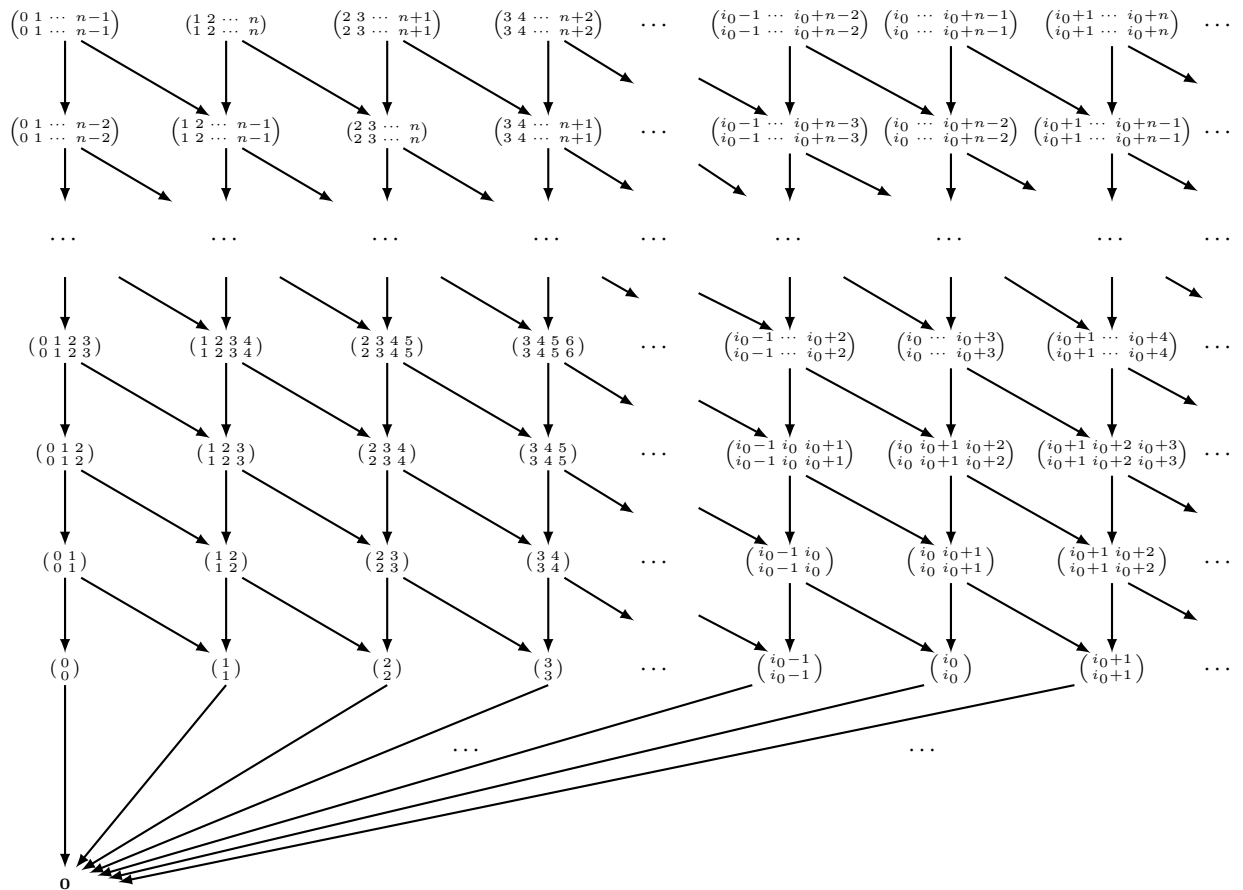 (0 1 ⋯ n−1 / 0 1 ⋯ n−1) (1 2 ⋯ n / 1 2 ⋯ n) (2 3 ⋯ n+1 / 2 3 ⋯ n+1) (3 4 ⋯ n+2 / 3 4 ⋯ n+2) ⋯ (i₀−1 ⋯ i₀+n−2 / i₀−1 ⋯ i₀+n−2) (i₀ ⋯ i₀+n−1 / i₀ ⋯ i₀+n−1) (i₀+1 ⋯ i₀+n / i₀+1 ⋯ i₀+n) ⋯
(0 1 ⋯ n−2 / 0 1 ⋯ n−2) (1 2 ⋯ n−1 / 1 2 ⋯ n−1) (2 3 ⋯ n / 2 3 ⋯ n) (3 4 ⋯ n+1 / 3 4 ⋯ n+1) ⋯ (i₀−1 ⋯ i₀+n−3 / i₀−1 ⋯ i₀+n−3) (i₀ ⋯ i₀+n−2 / i₀ ⋯ i₀+n−2) (i₀+1 ⋯ i₀+n−1 / i₀+1 ⋯ i₀+n−1) ⋯
⋯ ⋯ ⋯ ⋯ ⋯ ⋯ ⋯ ⋯ ⋯
(0 1 2 3 / 0 1 2 3) (1 2 3 4 / 1 2 3 4) (2 3 4 5 / 2 3 4 5) (3 4 5 6 / 3 4 5 6) ⋯ (i₀−1 ⋯ i₀+2 / i₀−1 ⋯ i₀+2) (i₀ ⋯ i₀+3 / i₀ ⋯ i₀+3) (i₀+1 ⋯ i₀+4 / i₀+1 ⋯ i₀+4) ⋯
(0 1 2 / 0 1 2) (1 2 3 / 1 2 3) (2 3 4 / 2 3 4) (3 4 5 / 3 4 5) ⋯ (i₀−1 i₀ i₀+1 / i₀−1 i₀ i₀+1) (i₀ i₀+1 i₀+2 / i₀ i₀+1 i₀+2) (i₀+1 i₀+2 i₀+3 / i₀+1 i₀+2 i₀+3) ⋯
(0 1 / 0 1) (1 2 / 1 2) (2 3 / 2 3) (3 4 / 3 4) ⋯ (i₀−1 i₀ / i₀−1 i₀) (i₀ i₀+1 / i₀ i₀+1) (i₀+1 i₀+2 / i₀+1 i₀+2) ⋯
(0 / 0) (1 / 1) (2 / 2) (3 / 3) ⋯ (i₀−1 / i₀−1) (i₀ / i₀) (i₀+1 / i₀+1) ⋯
⋯ ⋯
0